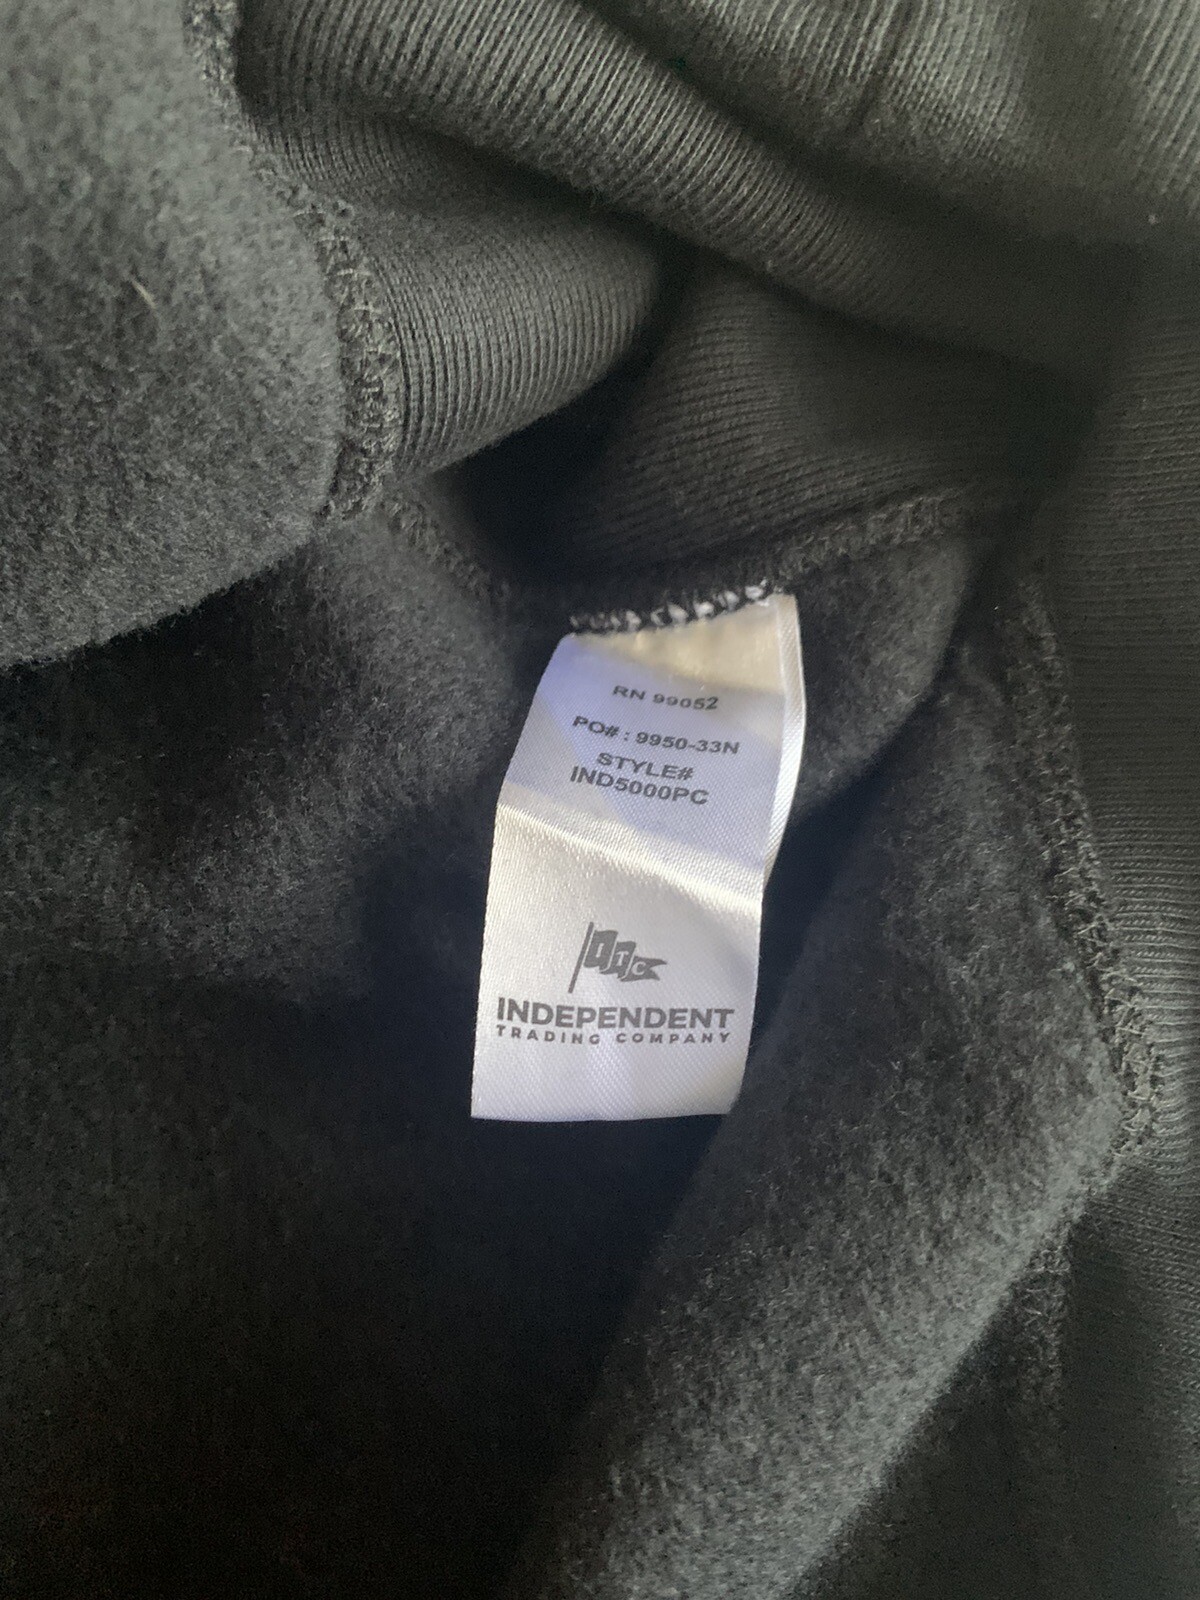 RN 99052
PO# : 9950-33N
STYLE#
IND5000PC
ITC
INDEPENDENT
TRADING COMPANY